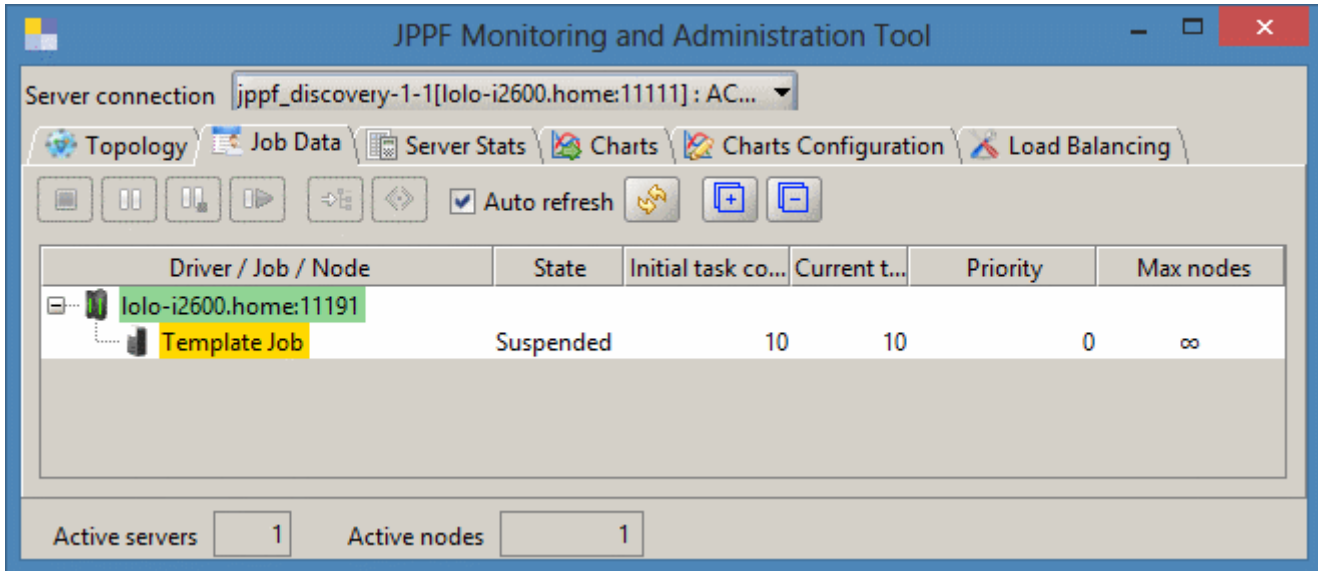 JPPF Monitoring and Administration Tool
Server connection jppf_discovery-1-1[lolo-i2600.home:11111] : AC...
Topology Job Data Server Stats Charts Charts Configuration Load Balancing
Auto refresh
Driver / Job / Node State Initial task co... Current t... Priority Max nodes
lolo-i2600.home:11191
Template Job Suspended 10 10 0 ∞
Active servers 1 Active nodes 1